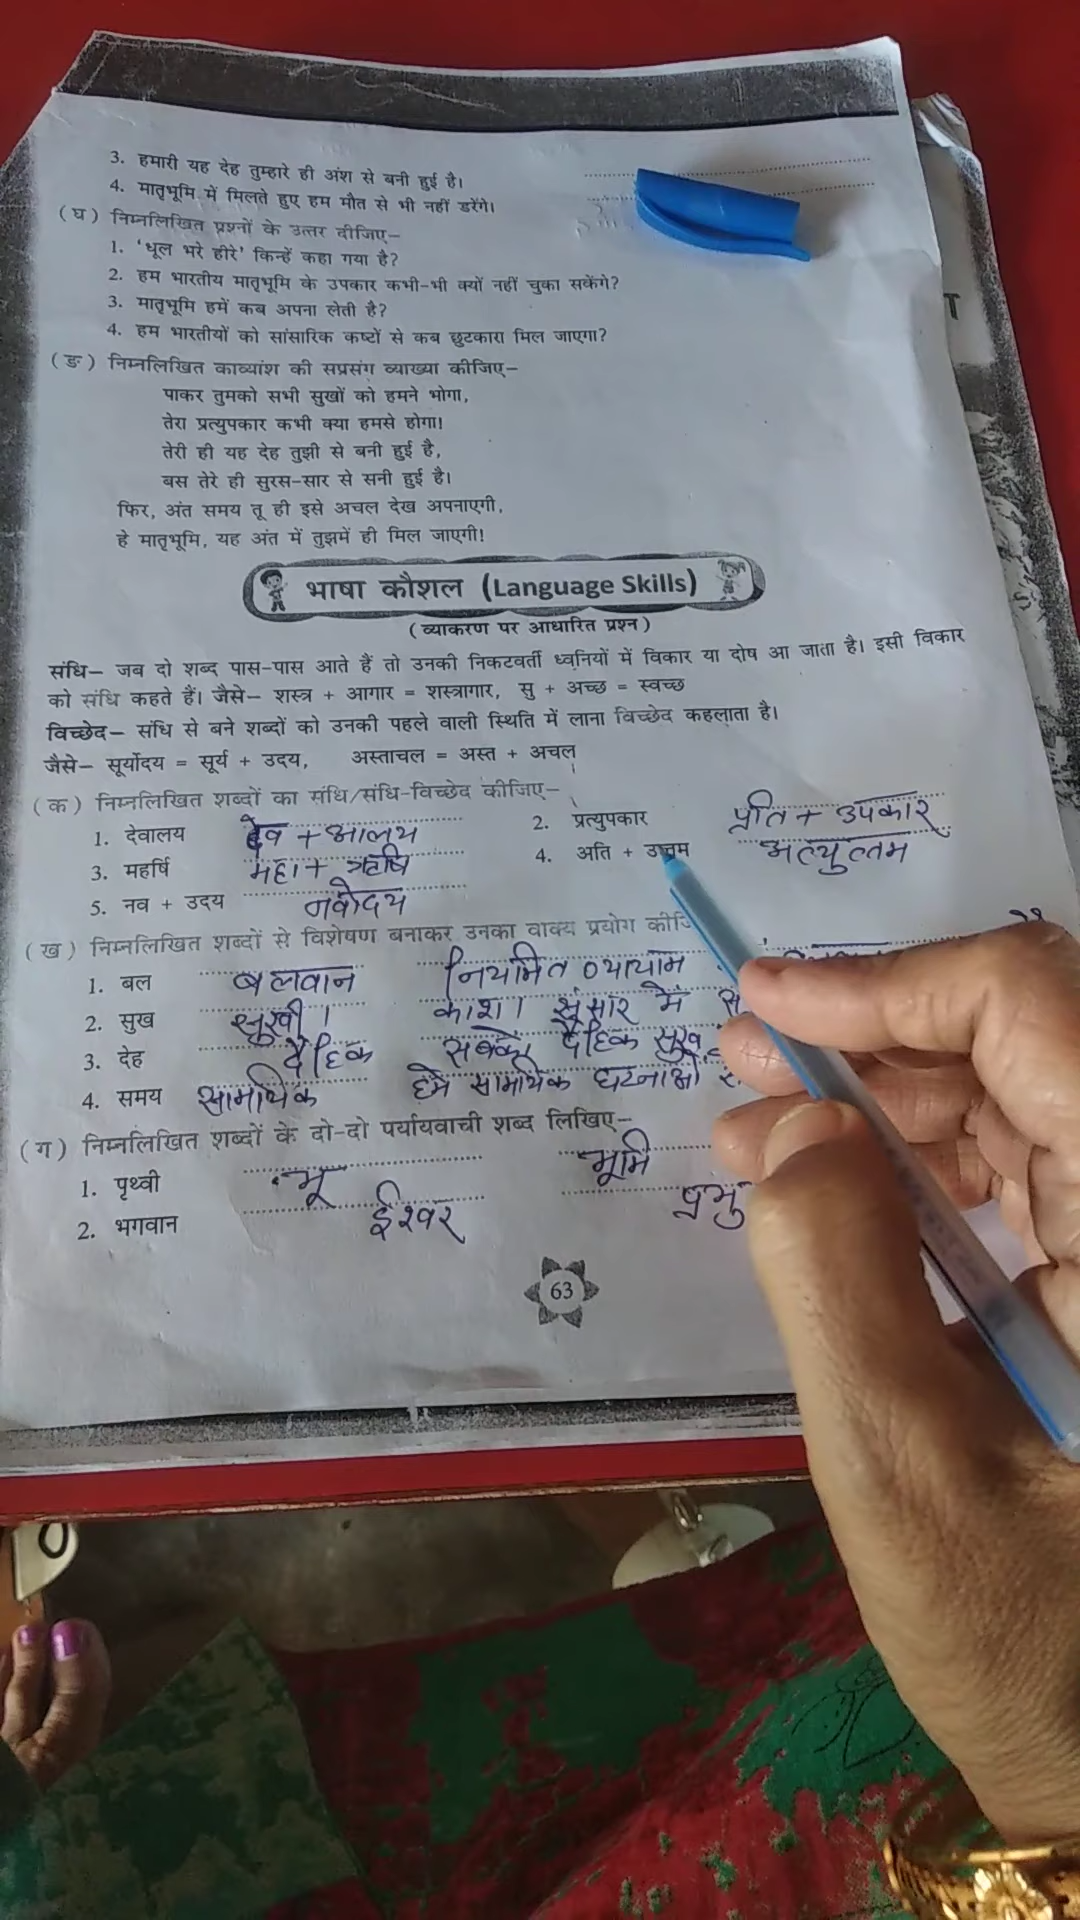 3. हमारी यह देह तुम्हारे ही अंश से बनी हुई है।
4. मातृभूमि में मिलते हुए हम मौत से भी नहीं डरेंगे।
(घ) निम्नलिखित प्रश्नों के उत्तर दीजिए–
1. 'धूल भरे हीरे' किन्हें कहा गया है?
2. हम भारतीय मातृभूमि के उपकार कभी-भी क्यों नहीं चुका सकेंगे?
3. मातृभूमि हमें कब अपना लेती है?
4. हम भारतीयों को सांसारिक कष्टों से कब छुटकारा मिल जाएगा?
(ङ) निम्नलिखित काव्यांश की सप्रसंग व्याख्या कीजिए–
पाकर तुमको सभी सुखों को हमने भोगा,
तेरा प्रत्युपकार कभी क्या हमसे होगा!
तेरी ही यह देह तुझी से बनी हुई है,
बस तेरे ही सुरस-सार से सनी हुई है।
फिर, अंत समय तू ही इसे अचल देख अपनाएगी,
हे मातृभूमि, यह अंत में तुझमें ही मिल जाएगी!
भाषा कौशल (Language Skills)
(व्याकरण पर आधारित प्रश्न)
संधि– जब दो शब्द पास-पास आते हैं तो उनकी निकटवर्ती ध्वनियों में विकार या दोष आ जाता है। इसी विकार
को संधि कहते हैं। जैसे– शस्त्र + आगार = शस्त्रागार, सु + अच्छ = स्वच्छ
विच्छेद– संधि से बने शब्दों को उनकी पहले वाली स्थिति में लाना विच्छेद कहलाता है।
जैसे– सूर्योदय = सूर्य + उदय, अस्ताचल = अस्त + अचल
(क) निम्नलिखित शब्दों का संधि/संधि-विच्छेद कीजिए–
1. देवालय देव + आलय 2. प्रत्युपकार प्रति + उपकार
3. महर्षि महा + ऋषि 4. अति + उत्तम अत्युत्तम
5. नव + उदय नवोदय
(ख) निम्नलिखित शब्दों से विशेषण बनाकर उनका वाक्य प्रयोग
1. बल बलवान नियमित व्यायाम
2. सुख सुखी। काश। संसार में
3. देह दैहिक सबको दैहिक सुख
4. समय सामयिक हमें सामयिक घटनाओं
(ग) निम्नलिखित शब्दों के दो-दो पर्यायवाची शब्द लिखिए–
1. पृथ्वी भू भूमि
2. भगवान ईश्वर प्रभु
63